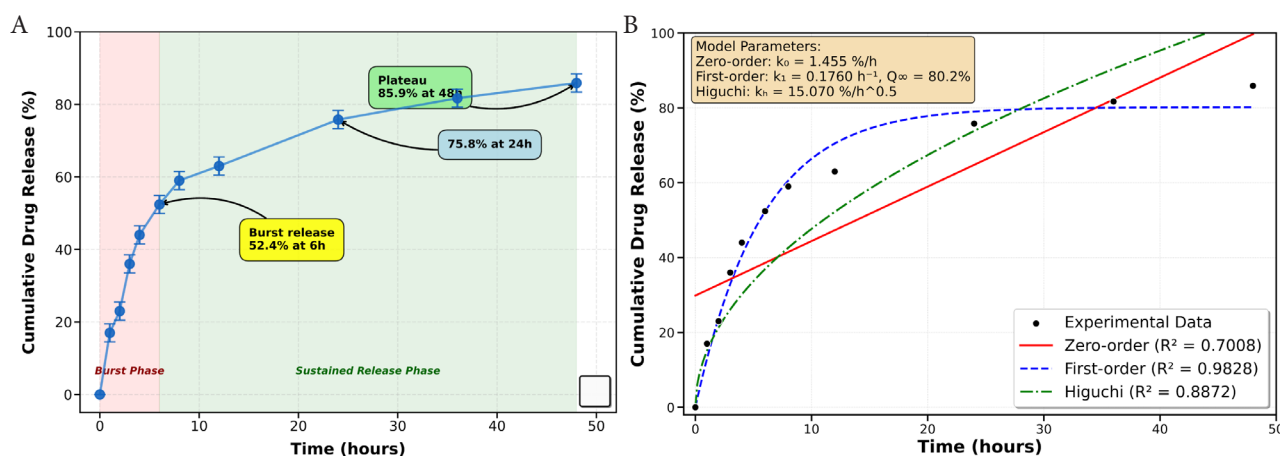 A
Cumulative Drug Release (%)
100
80
60
40
20
0
Plateau
85.9% at 48h
75.8% at 24h
Burst release
52.4% at 6h
Burst Phase
Sustained Release Phase
0 10 20 30 40 50
Time (hours)
B
Cumulative Drug Release (%)
100
80
60
40
20
0
Model Parameters:
Zero-order: k₀ = 1.455 %/h
First-order: k₁ = 0.1760 h⁻¹, Q∞ = 80.2%
Higuchi: kₕ = 15.070 %/h^0.5
Experimental Data
Zero-order (R² = 0.7008)
First-order (R² = 0.9828)
Higuchi (R² = 0.8872)
0 10 20 30 40 50
Time (hours)